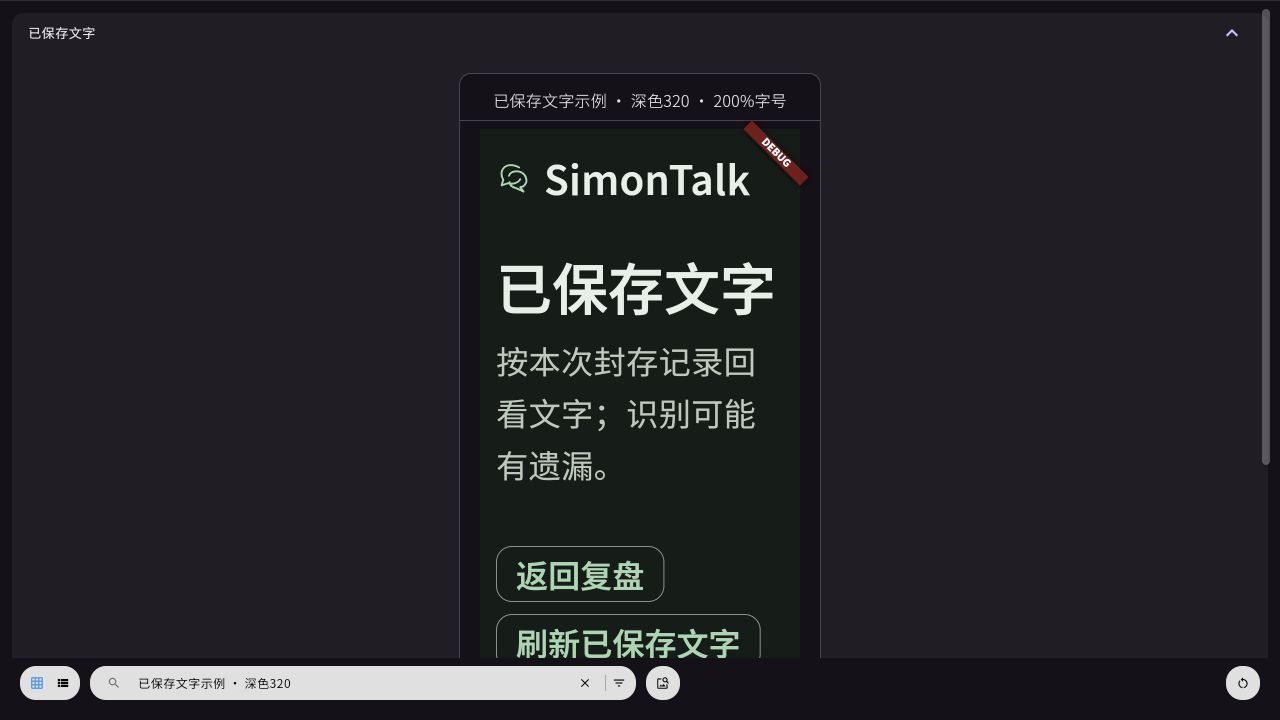 已保存文字
已保存文字示例 · 深色320 · 200%字号
DEBUG
SimonTalk
已保存文字
按本次封存记录回
看文字；识别可能
有遗漏。
返回复盘
刷新已保存文字
已保存文字示例 · 深色320